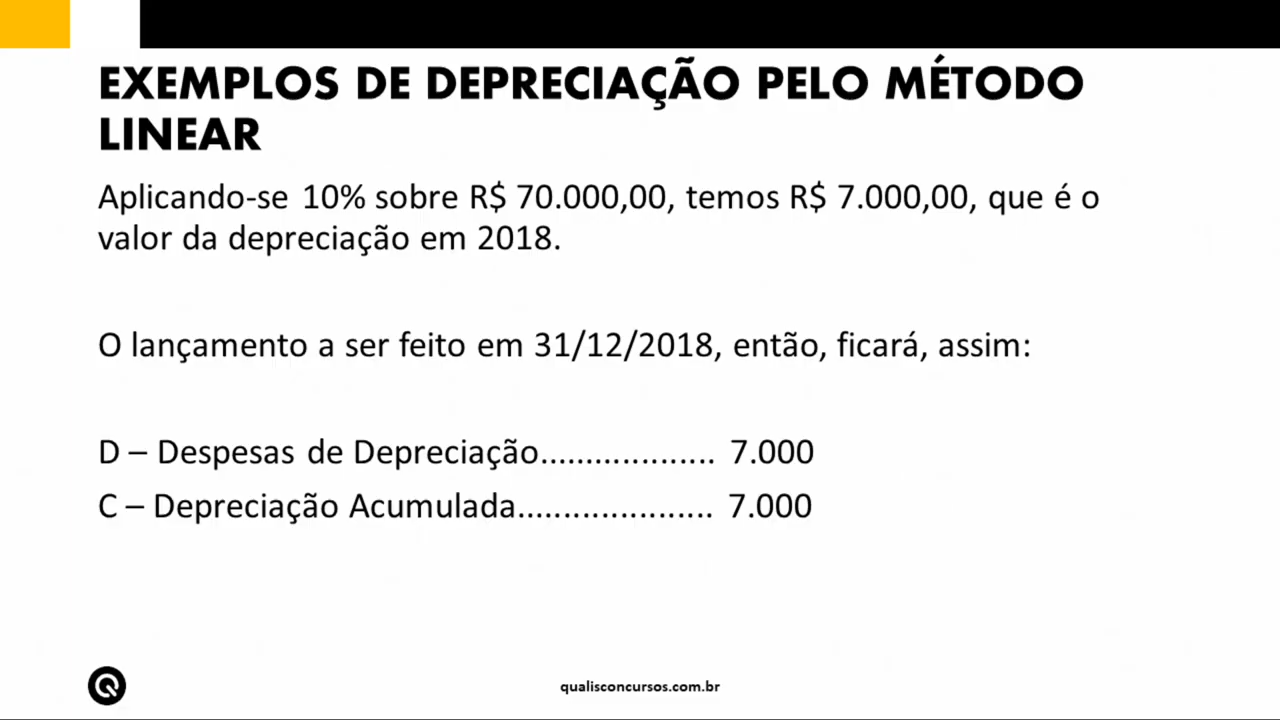 EXEMPLOS DE DEPRECIAÇÃO PELO MÉTODO
LINEAR
Aplicando-se 10% sobre R$ 70.000,00, temos R$ 7.000,00, que é o
valor da depreciação em 2018.
O lançamento a ser feito em 31/12/2018, então, ficará, assim:
D – Despesas de Depreciação................... 7.000
C – Depreciação Acumulada..................... 7.000
qualisconcursos.com.br